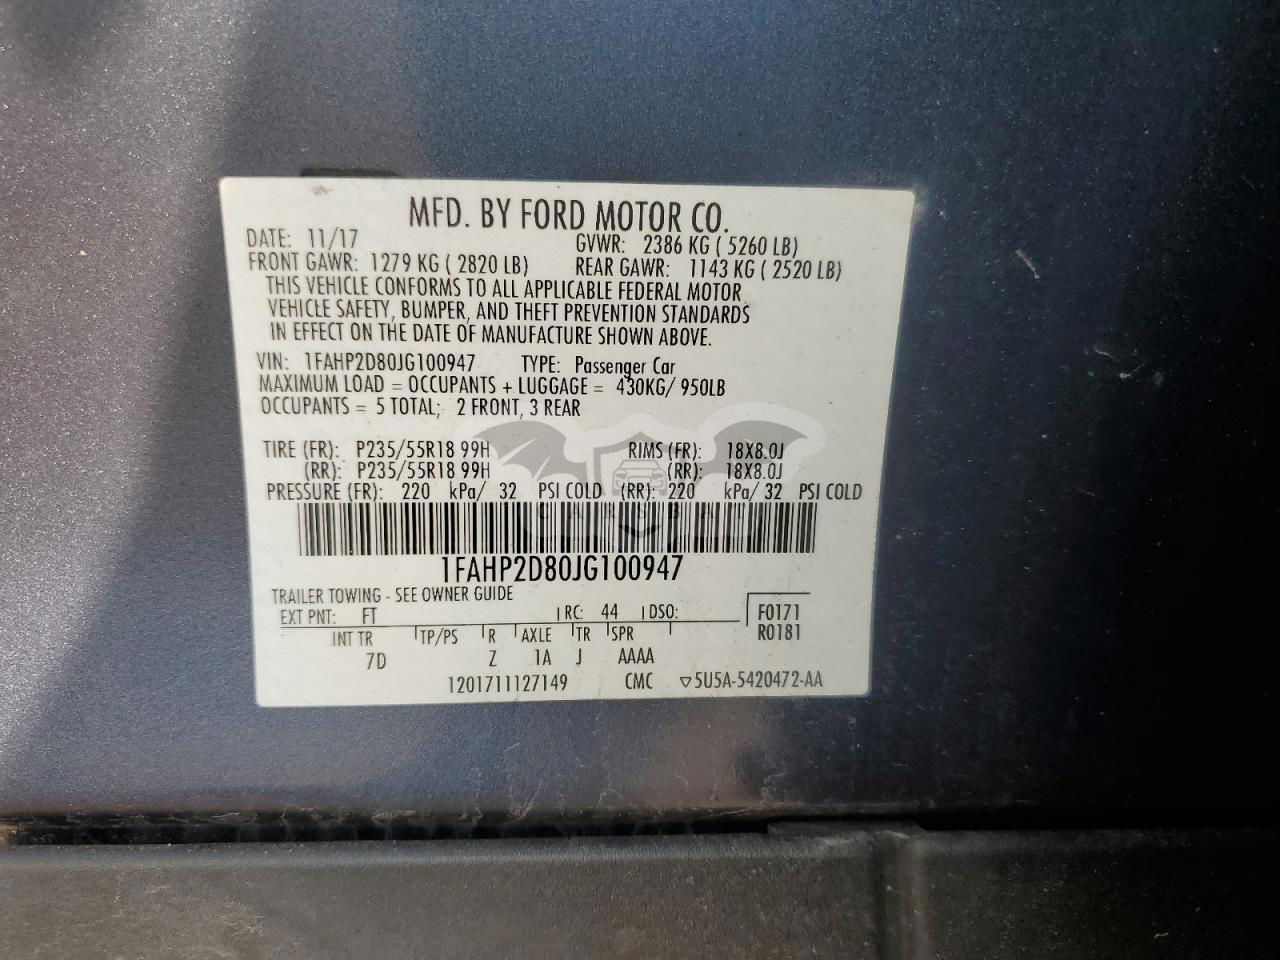 MFD. BY FORD MOTOR CO.
DATE: 11/17 GVWR: 2386 KG ( 5260 LB)
FRONT GAWR: 1279 KG ( 2820 LB) REAR GAWR: 1143 KG ( 2520 LB)
THIS VEHICLE CONFORMS TO ALL APPLICABLE FEDERAL MOTOR
VEHICLE SAFETY, BUMPER, AND THEFT PREVENTION STANDARDS
IN EFFECT ON THE DATE OF MANUFACTURE SHOWN ABOVE.
VIN: 1FAHP2D80JG100947 TYPE: Passenger Car
MAXIMUM LOAD = OCCUPANTS + LUGGAGE = 430KG/ 950LB
OCCUPANTS = 5 TOTAL; 2 FRONT, 3 REAR
TIRE (FR): P235/55R18 99H RIMS (FR): 18X8.0J
(RR): P235/55R18 99H (RR): 18X8.0J
PRESSURE (FR): 220 kPa/ 32 PSI COLD (RR): 220 kPa/ 32 PSI COLD
CARSBAT
1FAHP2D80JG100947
TRAILER TOWING - SEE OWNER GUIDE
EXT PNT: FT RC: 44 DSO: F0171
INT TR TP/PS R AXLE TR SPR R0181
7D Z 1A J AAAA
1201711127149 CMC ▽5U5A-5420472-AA